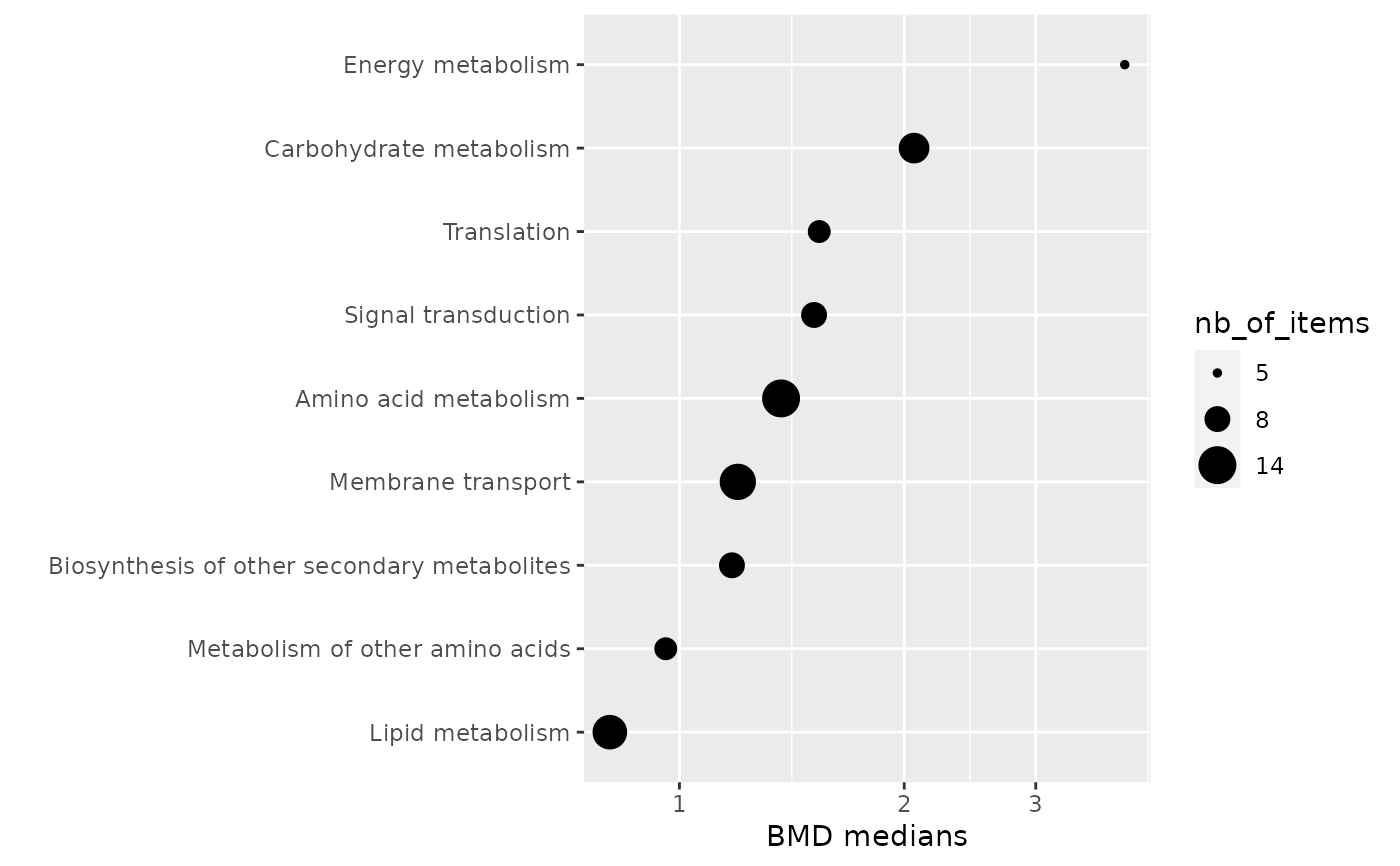 Energy metabolism
Carbohydrate metabolism
Translation
Signal transduction
Amino acid metabolism
Membrane transport
Biosynthesis of other secondary metabolites
Metabolism of other amino acids
Lipid metabolism
1 2 3
BMD medians
nb_of_items
5
8
14